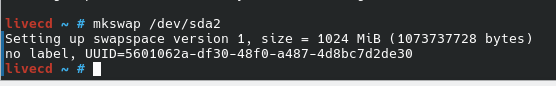 livecd ~ # mkswap /dev/sda2
Setting up swapspace version 1, size = 1024 MiB (1073737728 bytes)
no label, UUID=5601062a-df30-48f0-a487-4d8bc7d2de30
livecd ~ #